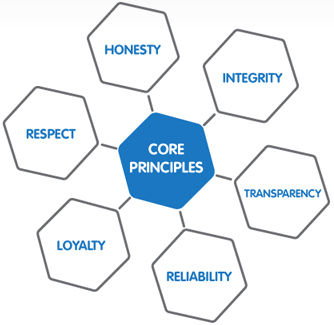 HONESTY
INTEGRITY
RESPECT
CORE
PRINCIPLES
TRANSPARENCY
LOYALTY
RELIABILITY